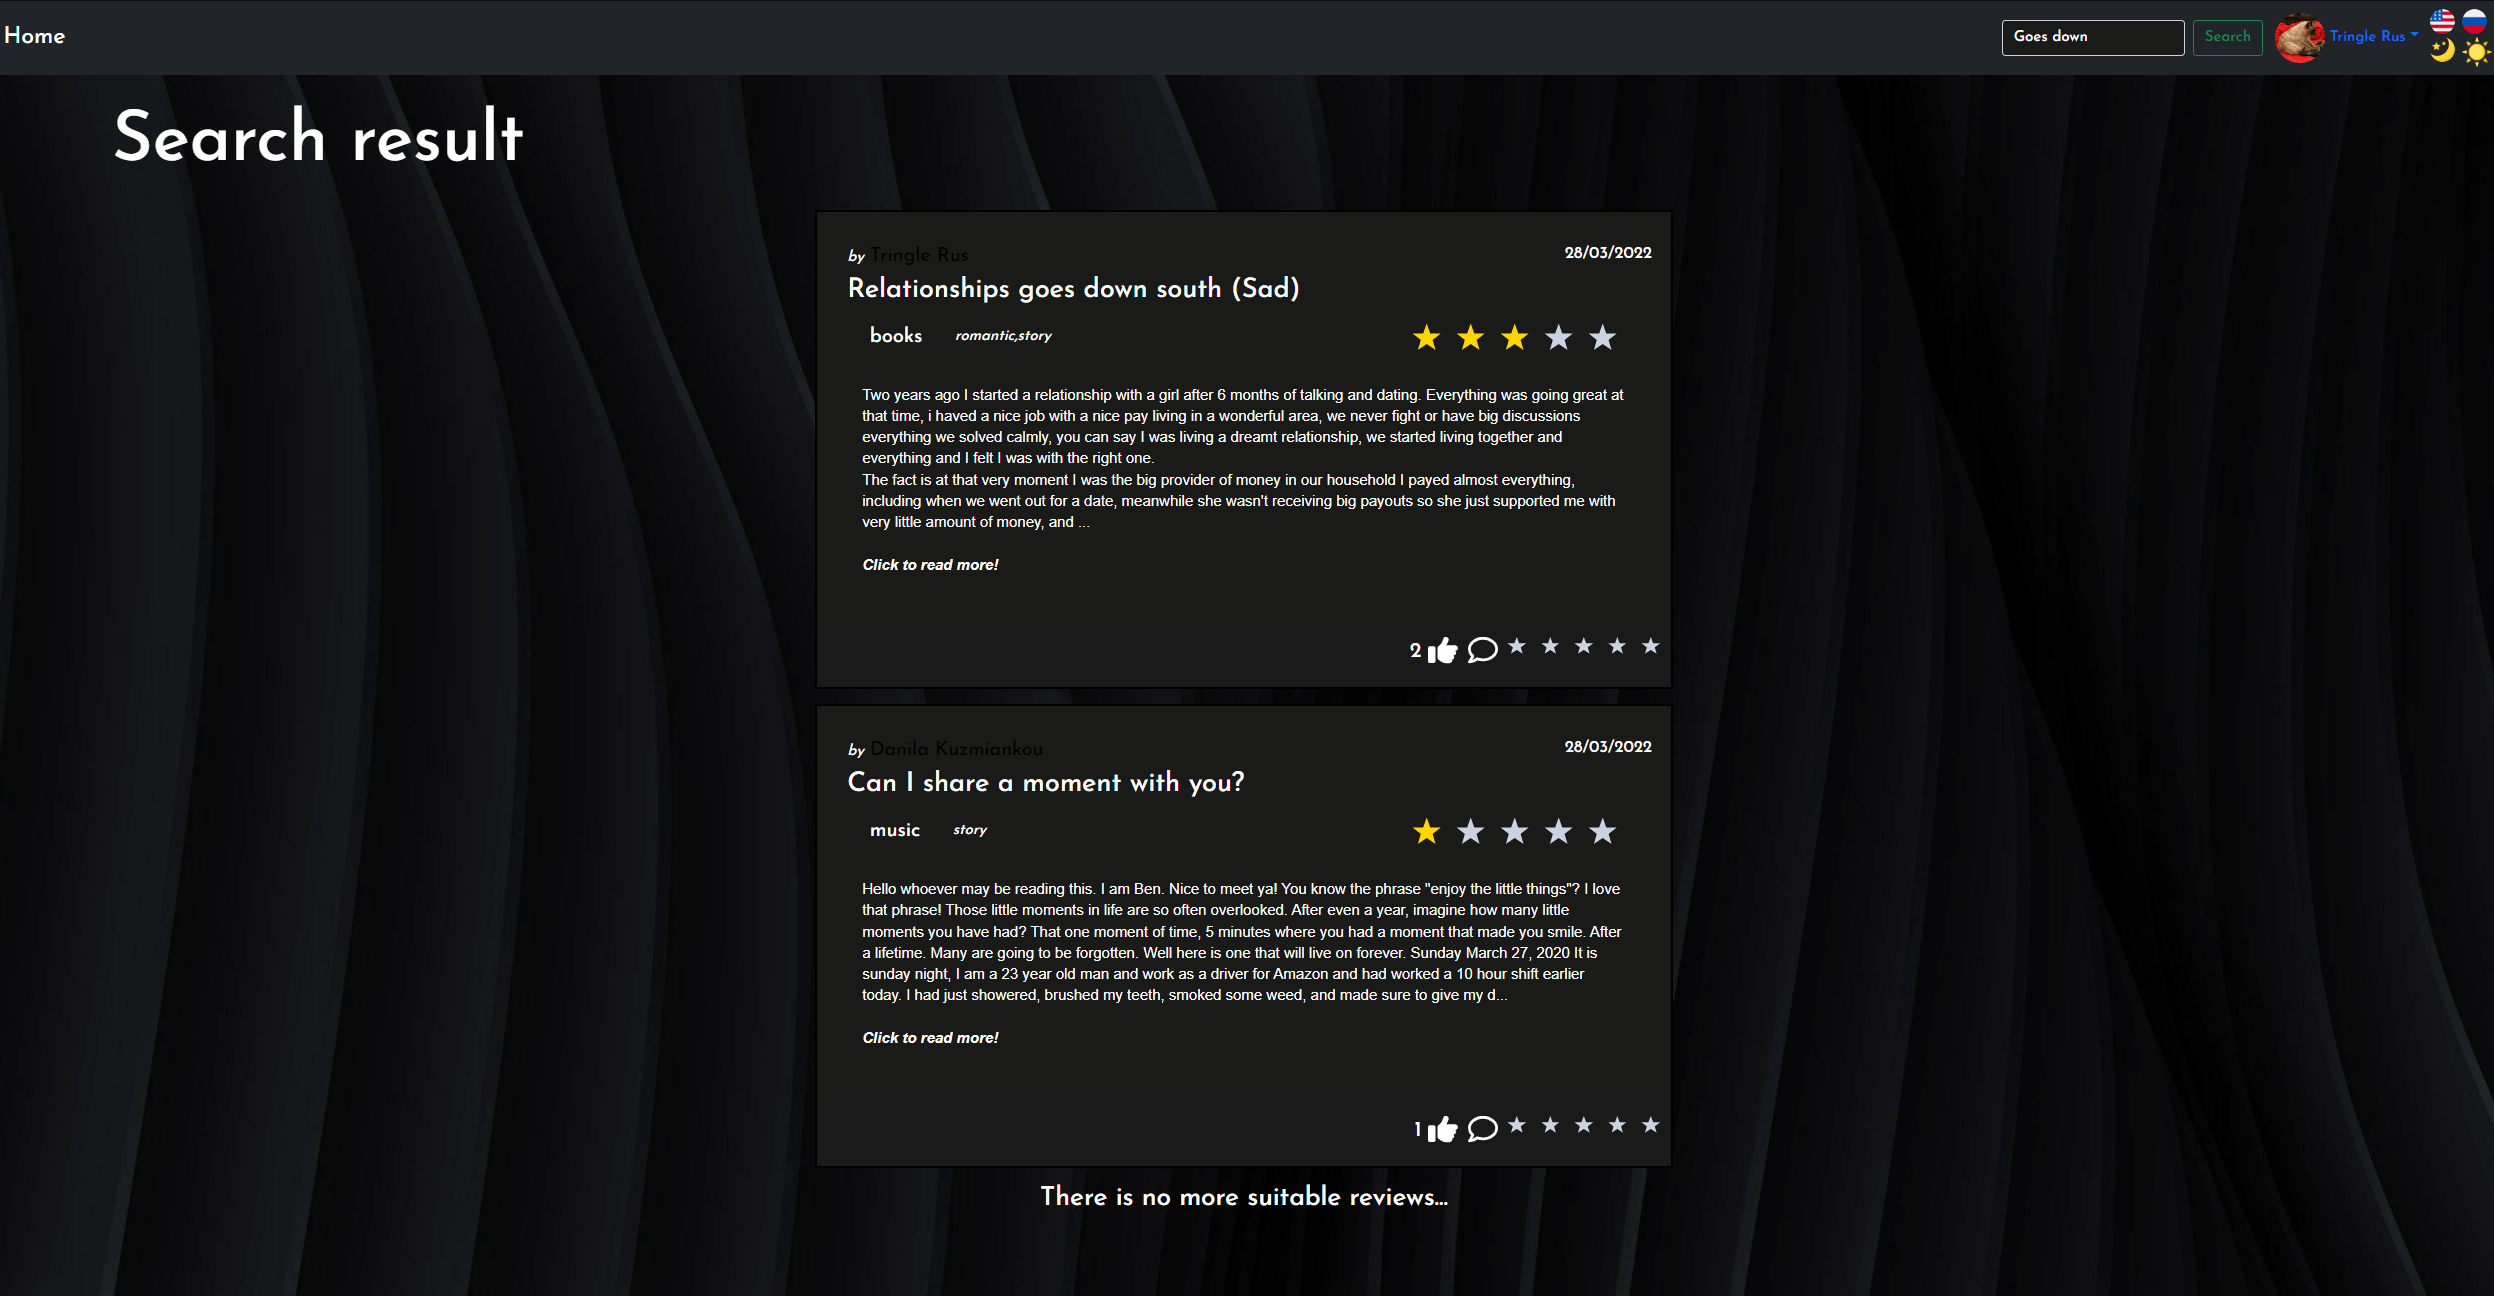 Home
Goes down
Search
Tringle Rus
Search result
by Tringle Rus
28/03/2022
Relationships goes down south (Sad)
books
romantic,story
Two years ago I started a relationship with a girl after 6 months of talking and dating. Everything was going great at
that time, i haved a nice job with a nice pay living in a wonderful area, we never fight or have big discussions
everything we solved calmly, you can say I was living a dreamt relationship, we started living together and
everything and I felt I was with the right one.
The fact is at that very moment I was the big provider of money in our household I payed almost everything,
including when we went out for a date, meanwhile she wasn't receiving big payouts so she just supported me with
very little amount of money, and ...
Click to read more!
2
by Danila Kuzmiankou
28/03/2022
Can I share a moment with you?
music
story
Hello whoever may be reading this. I am Ben. Nice to meet ya! You know the phrase "enjoy the little things"? I love
that phrase! Those little moments in life are so often overlooked. After even a year, imagine how many little
moments you have had? That one moment of time, 5 minutes where you had a moment that made you smile. After
a lifetime. Many are going to be forgotten. Well here is one that will live on forever. Sunday March 27, 2020 It is
sunday night, I am a 23 year old man and work as a driver for Amazon and had worked a 10 hour shift earlier
today. I had just showered, brushed my teeth, smoked some weed, and made sure to give my d...
Click to read more!
1
There is no more suitable reviews...